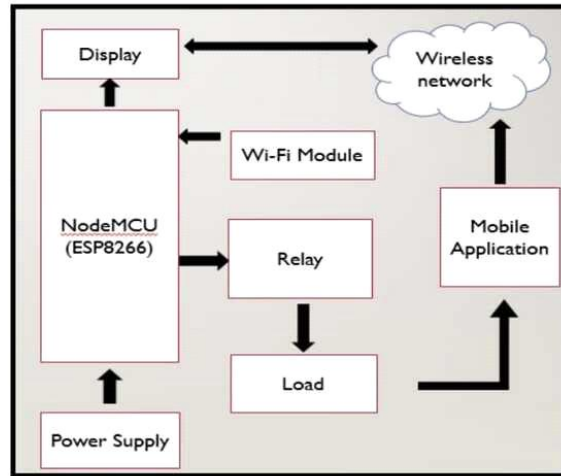 Display
Wireless
network
Wi-Fi Module
NodeMCU
(ESP8266)
Relay
Mobile
Application
Load
Power Supply